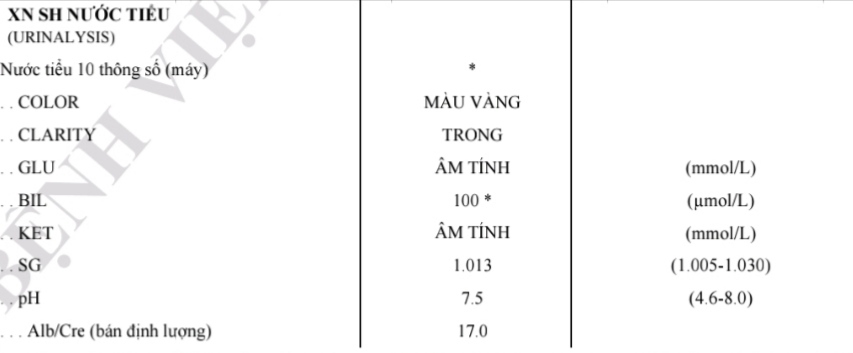 XN SH NƯỚC TIỂU
(URINALYSIS)
Nước tiểu 10 thông số (máy) *
. . COLOR MÀU VÀNG
. . CLARITY TRONG
. . GLU ÂM TÍNH (mmol/L)
. . BIL 100 * (µmol/L)
. . KET ÂM TÍNH (mmol/L)
. . SG 1.013 (1.005-1.030)
. . pH 7.5 (4.6-8.0)
. . . Alb/Cre (bán định lượng) 17.0
BỆNH VIỆ